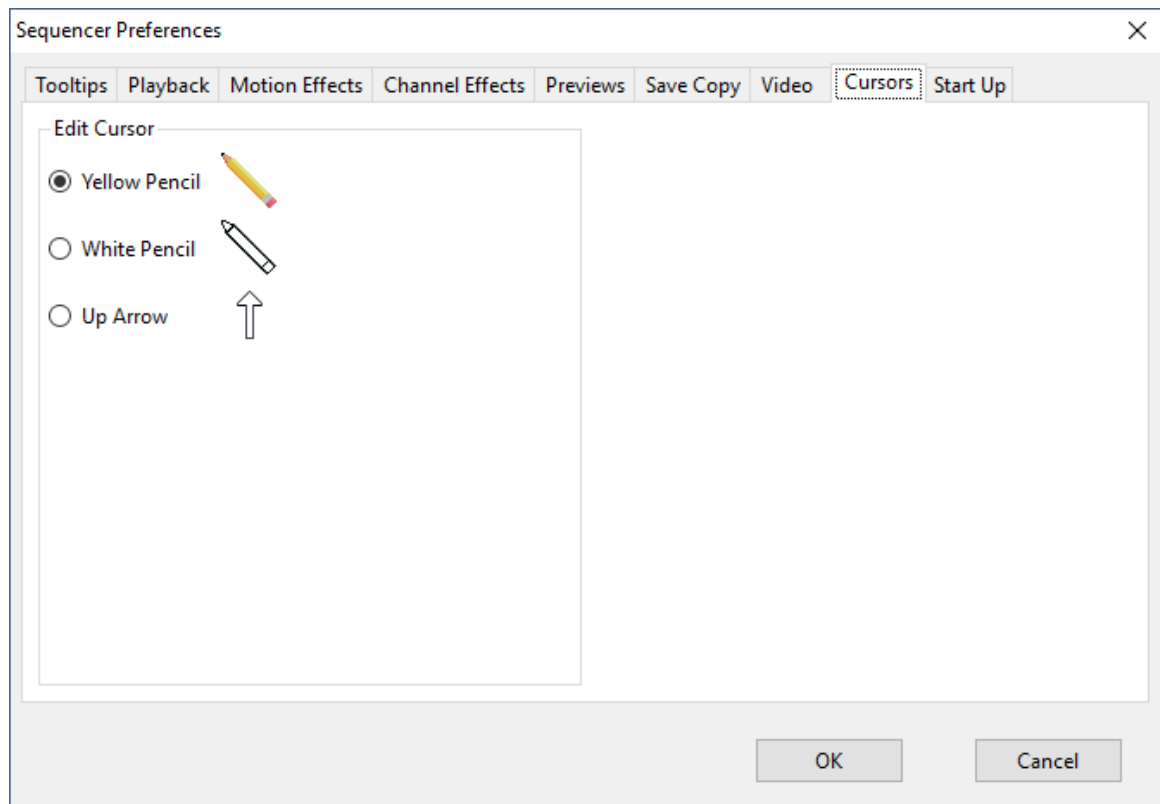 Sequencer Preferences
Tooltips Playback Motion Effects Channel Effects Previews Save Copy Video Cursors Start Up
Edit Cursor
Yellow Pencil
White Pencil
Up Arrow
OK Cancel